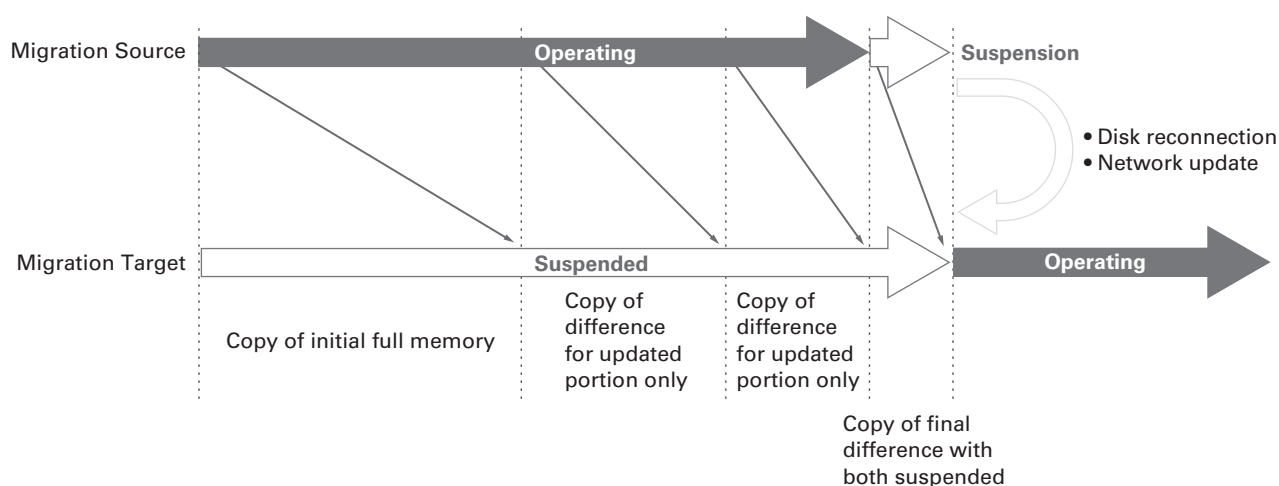 Migration Source
Operating
Suspension
• Disk reconnection
• Network update
Migration Target
Suspended
Operating
Copy of initial full memory
Copy of
difference
for updated
portion only
Copy of
difference
for updated
portion only
Copy of final
difference with
both suspended